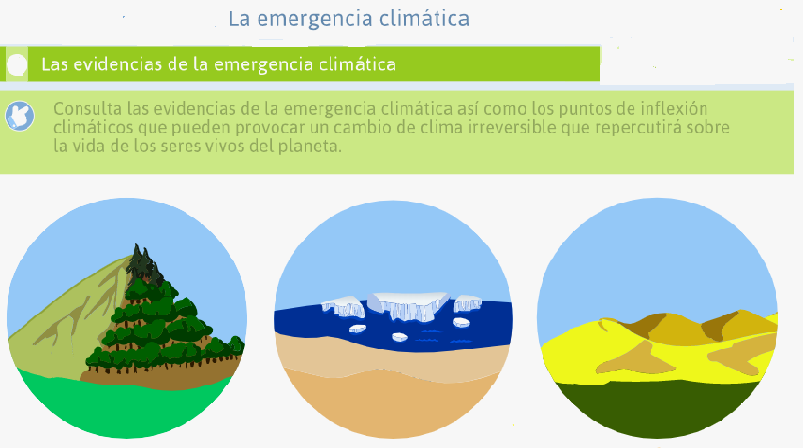 La emergencia climática
Las evidencias de la emergencia climática
Consulta las evidencias de la emergencia climática así como los puntos de inflexión
climáticos que pueden provocar un cambio de clima irreversible que repercutirá sobre
la vida de los seres vivos del planeta.